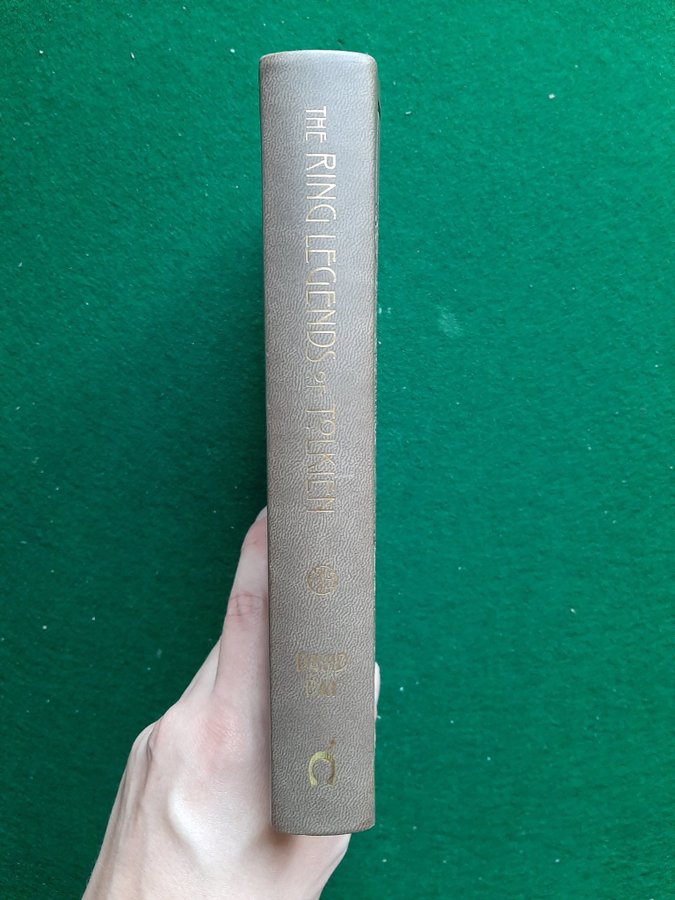 THE RING LEGENDS OF TOLKIEN
DAVID
DAY
C